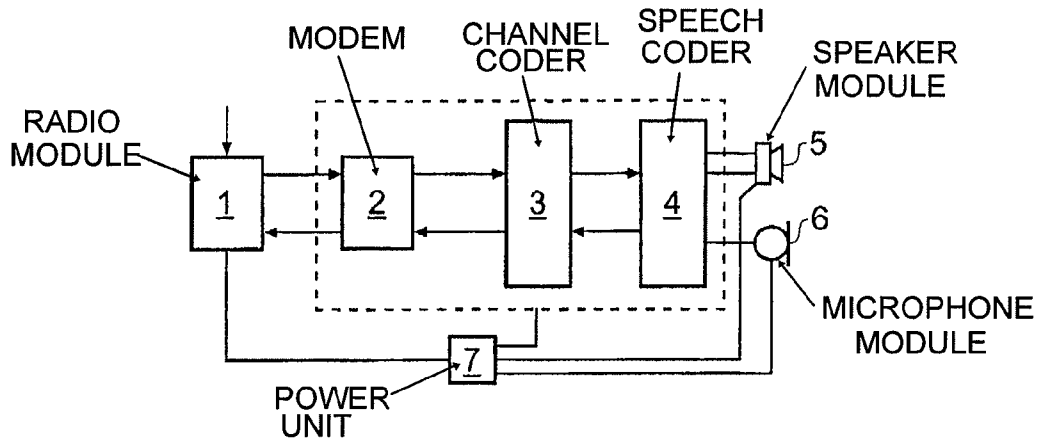 MODEM
CHANNEL
CODER
SPEECH
CODER
SPEAKER
MODULE
RADIO
MODULE
1
2
3
4
5
6
MICROPHONE
MODULE
7
POWER
UNIT